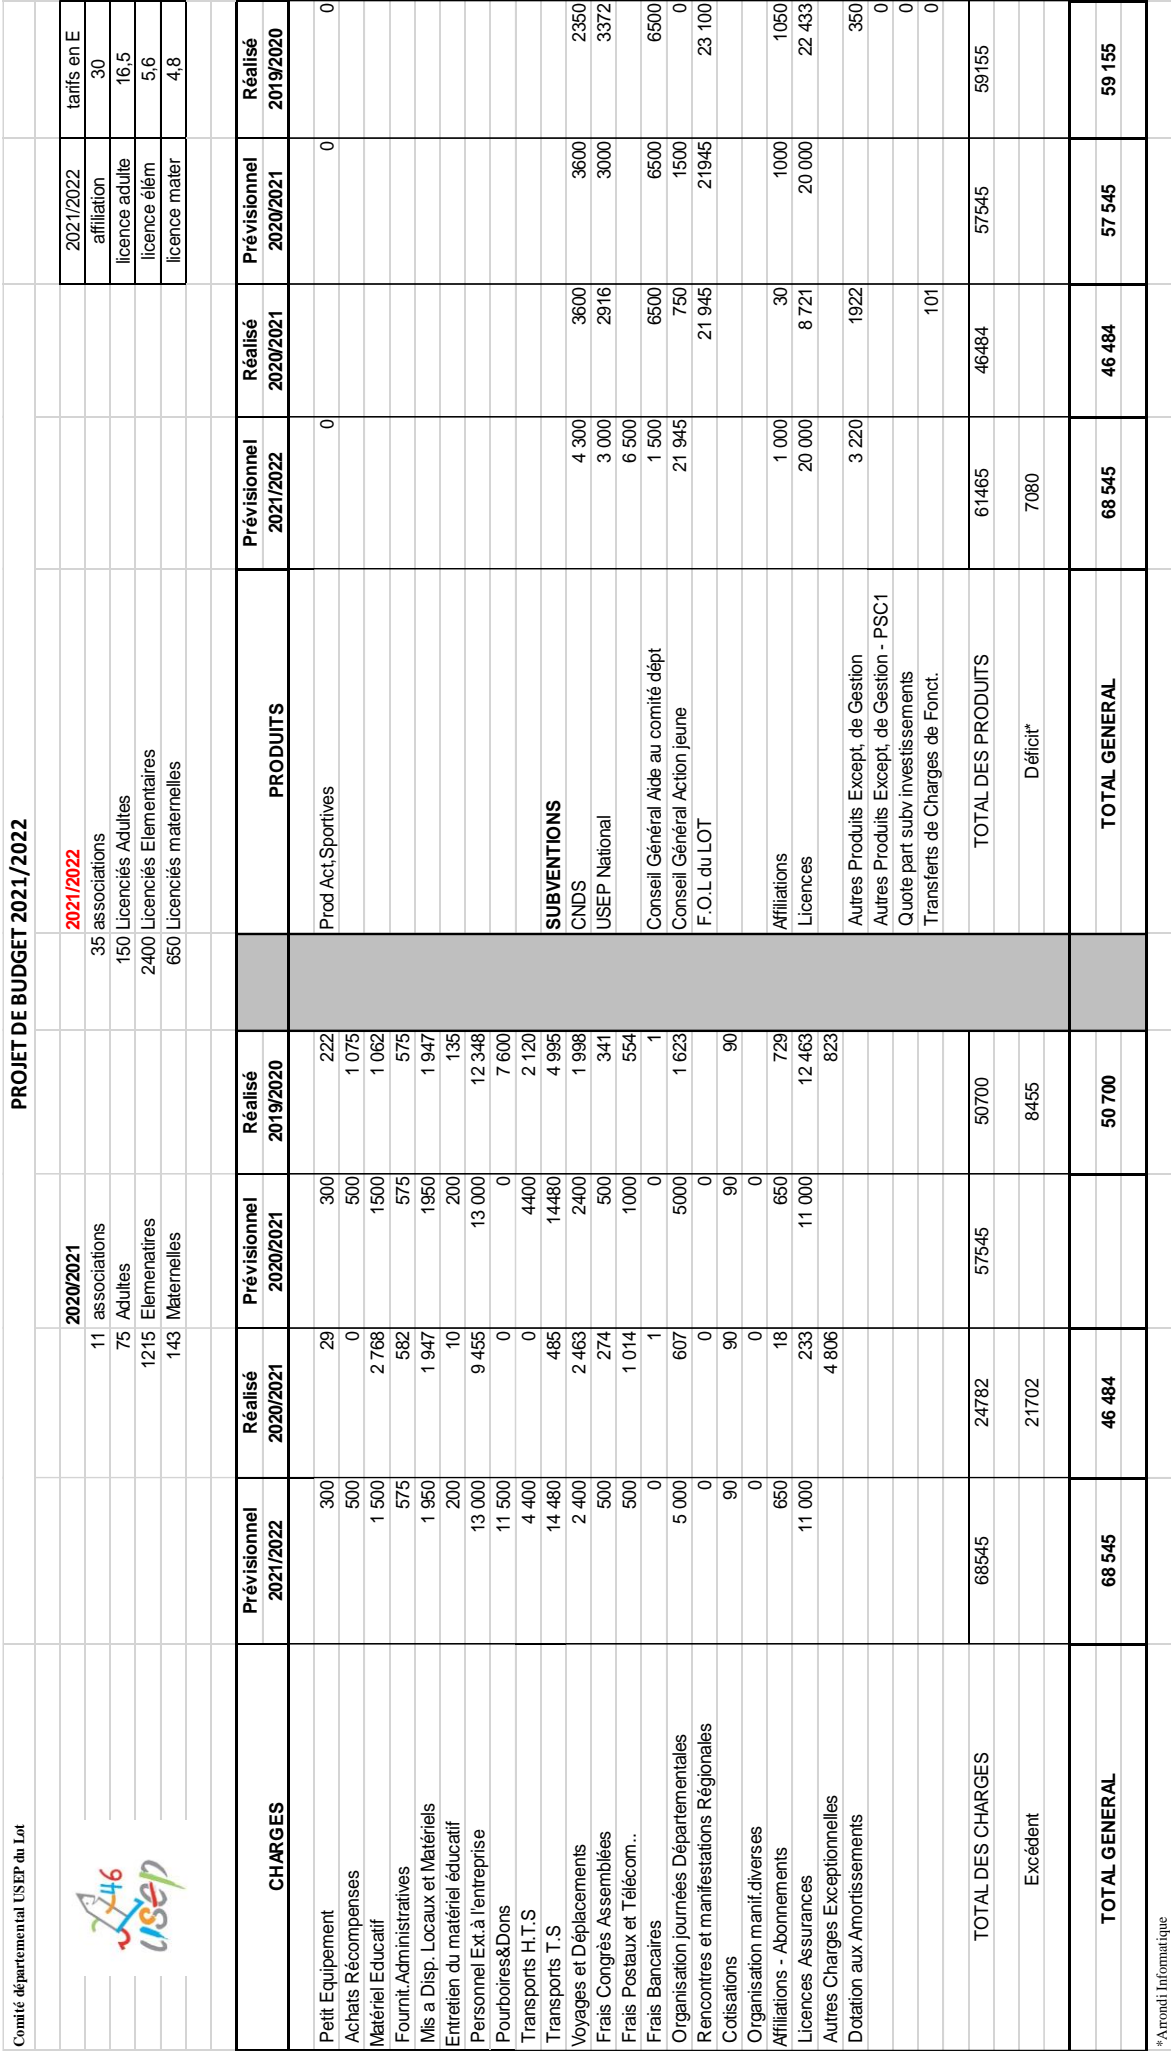 Comité départemental USEP du Lot
PROJET DE BUDGET 2021/2022
usep 46
2020/2021 2021/2022 2021/2022 tarifs en E
11 associations 35 associations affiliation 30
75 Adultes 150 Licenciés Adultes licence adulte 16,5
1215 Elemenatires 2400 Licenciés Elementaires licence élém 5,6
143 Maternelles 650 Licenciés maternelles licence mater 4,8
Prévisionnel Réalisé Prévisionnel Réalisé Prévisionnel Réalisé Prévisionnel Réalisé
CHARGES 2021/2022 2020/2021 2020/2021 2019/2020 PRODUITS 2021/2022 2020/2021 2020/2021 2019/2020
Petit Equipement 300 29 300 222 Prod Act,Sportives 0 0 0
Achats Récompenses 500 0 500 1 075
Matériel Educatif 1 500 2 768 1500 1 062
Fournit.Administratives 575 582 575 575
Mis a Disp. Locaux et Matériels 1 950 1 947 1950 1 947
Entretien du matériel éducatif 200 10 200 135
Personnel Ext.à l'entreprise 13 000 9 455 13 000 12 348
Pourboires&Dons 11 500 0 0 7 600
Transports H.T.S 4 400 0 4400 2 120
Transports T.S 14 480 485 14480 4 995 SUBVENTIONS
Voyages et Déplacements 2 400 2 463 2400 1 998 CNDS 4 300 3600 3600 2350
Frais Congrès Assemblées 500 274 500 341 USEP National 3 000 2916 3000 3372
Frais Postaux et Télécom.. 500 1 014 1000 554 6 500
Frais Bancaires 0 1 0 1 Conseil Général Aide au comité dépt 1 500 6500 6500 6500
Organisation journées Départementales 5 000 607 5000 1 623 Conseil Général Action jeune 21 945 750 1500 0
Rencontres et manifestations Régionales 0 0 0 F.O.L du LOT 21 945 21945 23 100
Cotisations 90 90 90 90
Organisation manif.diverses 0 0 0
Affiliations - Abonnements 650 18 650 729 Affiliations 1 000 30 1000 1050
Licences Assurances 11 000 233 11 000 12 463 Licences 20 000 8 721 20 000 22 433
Autres Charges Exceptionnelles 4 806 823
Dotation aux Amortissements Autres Produits Except, de Gestion 3 220 1922 350
Autres Produits Except, de Gestion - PSC1 0
Quote part subv investissements 0
Transferts de Charges de Fonct. 101 0
TOTAL DES CHARGES 68545 24782 57545 50700 TOTAL DES PRODUITS 61465 46484 57545 59155
Excédent 21702 8455 Déficit* 7080
TOTAL GENERAL 68 545 46 484 50 700 TOTAL GENERAL 68 545 46 484 57 545 59 155
*Arrondi Informatique